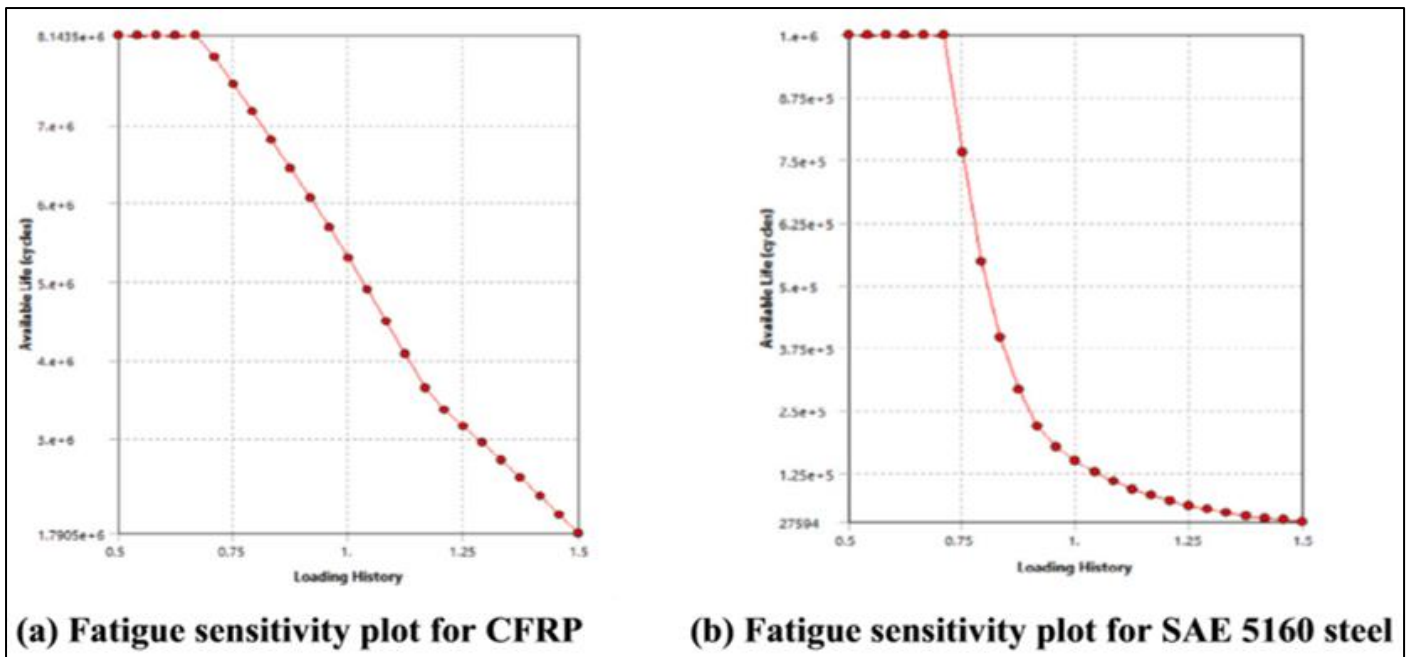 8.1435e+6
7.e+6
6.e+6
5.e+6
4.e+6
3.e+6
1.7905e+6
Available Life (cycles)
0.5 0.75 1. 1.25 1.5
Loading History
(a) Fatigue sensitivity plot for CFRP
1.e+6
8.75e+5
7.5e+5
6.25e+5
5.e+5
3.75e+5
2.5e+5
1.25e+5
27594
Available Life (cycles)
0.5 0.75 1. 1.25 1.5
Loading History
(b) Fatigue sensitivity plot for SAE 5160 steel